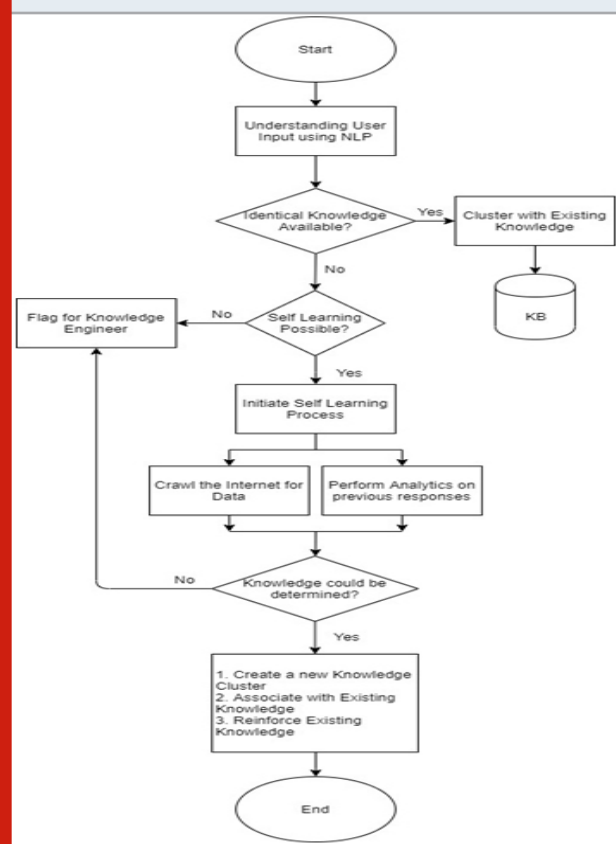 Start
Understanding User
Input using NLP
Identical Knowledge
Available?
Yes
Cluster with Existing
Knowledge
No
KB
Flag for Knowledge
Engineer
No
Self Learning
Possible?
Yes
Initiate Self Learning
Process
Crawl the Internet for
Data
Perform Analytics on
previous responses
No
Knowledge could be
determined?
Yes
1. Create a new Knowledge
Cluster
2. Associate with Existing
Knowledge
3. Reinforce Existing
Knowledge
End